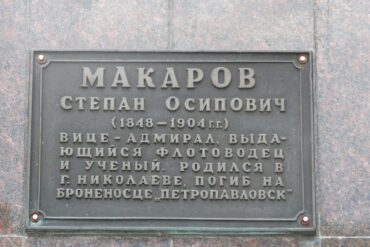 МАКАРОВ
СТЕПАН ОСИПОВИЧ
(1848-1904 г.г.)
ВИЦЕ-АДМИРАЛ, ВЫДА-
ЮЩИЙСЯ ФЛОТОВОДЕЦ
И УЧЕНЫЙ. РОДИЛСЯ В
Г. НИКОЛАЕВЕ, ПОГИБ НА
БРОНЕНОСЦЕ „ПЕТРОПАВЛОВСК"